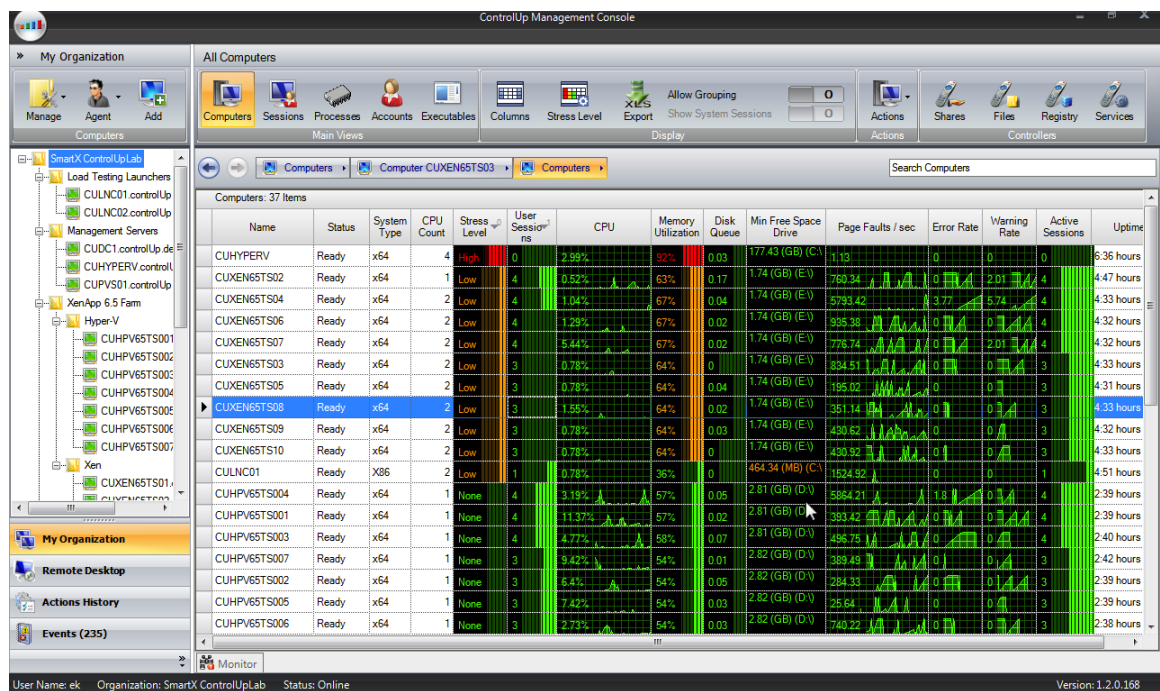 ControlUp Management Console
» My Organization
All Computers
Manage Agent Add
Computers
Computers Sessions Processes Accounts Executables
Main Views
Columns Stress Level Export Allow Grouping 0
Show System Sessions 0
Display
Actions
Actions
Shares Files Registry Services
Controllers
SmartX ControlUpLab
Load Testing Launchers
CULNC01.controlUp
CULNC02.controlUp
Management Servers
CUDC1.controlUp.de
CUHYPERV.controlU
CUPVS01.controlUp
XenApp 6.5 Farm
Hyper-V
CUHPV65TS001
CUHPV65TS002
CUHPV65TS003
CUHPV65TS004
CUHPV65TS005
CUHPV65TS006
CUHPV65TS007
Xen
CUXEN65TS01.
My Organization
Remote Desktop
Actions History
Events (235)
Computers Computer CUXEN65TS03 Computers
Search Computers
Computers: 37 Items
Name Status System Type CPU Count Stress Level User Sessions CPU Memory Utilization Disk Queue Min Free Space Drive Page Faults / sec Error Rate Warning Rate Active Sessions Uptime
CUHYPERV Ready x64 4 High 0 2.99% 92% 0.03 177.43 (GB) (C:\ 1.13 0 0 0 6:36 hours
CUXEN65TS02 Ready x64 1 Low 4 0.52% 63% 0.17 1.74 (GB) (E:\) 760.34 0 2.01 4 4:47 hours
CUXEN65TS04 Ready x64 2 Low 4 1.04% 67% 0.04 1.74 (GB) (E:\) 5793.42 3.77 5.74 4 4:33 hours
CUXEN65TS06 Ready x64 2 Low 4 1.29% 67% 0.02 1.74 (GB) (E:\) 935.38 0 0 4 4:32 hours
CUXEN65TS07 Ready x64 2 Low 4 5.44% 67% 0.02 1.74 (GB) (E:\) 776.74 0 2.01 4 4:32 hours
CUXEN65TS03 Ready x64 2 Low 3 0.78% 64% 0 1.74 (GB) (E:\) 834.51 0 0 3 4:33 hours
CUXEN65TS05 Ready x64 2 Low 3 0.78% 64% 0.04 1.74 (GB) (E:\) 195.02 0 0 3 4:31 hours
CUXEN65TS08 Ready x64 2 Low 3 1.55% 64% 0.02 1.74 (GB) (E:\) 351.14 0 0 3 4:33 hours
CUXEN65TS09 Ready x64 2 Low 3 0.78% 64% 0.03 1.74 (GB) (E:\) 430.62 0 0 3 4:32 hours
CUXEN65TS10 Ready x64 2 Low 3 0.78% 64% 0 1.74 (GB) (E:\) 430.92 0 0 3 4:33 hours
CULNC01 Ready X86 2 Low 1 0.78% 36% 0 464.34 (MB) (C:\ 1524.92 0 0 1 4:51 hours
CUHPV65TS004 Ready x64 1 None 4 3.19% 57% 0.05 2.81 (GB) (D:\) 5864.21 1.8 0 4 2:39 hours
CUHPV65TS001 Ready x64 1 None 4 11.37% 57% 0.02 2.81 (GB) (D:\) 393.42 0 0 4 2:39 hours
CUHPV65TS003 Ready x64 1 None 4 4.77% 58% 0.07 2.81 (GB) (D:\) 496.75 0 0 4 2:40 hours
CUHPV65TS007 Ready x64 1 None 3 9.42% 54% 0.01 2.82 (GB) (D:\) 389.49 0 0 3 2:42 hours
CUHPV65TS002 Ready x64 1 None 3 6.4% 54% 0.05 2.82 (GB) (D:\) 284.33 0 0 3 2:39 hours
CUHPV65TS005 Ready x64 1 None 3 7.42% 54% 0.03 2.82 (GB) (D:\) 25.64 0 0 3 2:39 hours
CUHPV65TS006 Ready x64 1 None 3 2.73% 54% 0.03 2.82 (GB) (D:\) 740.22 0 0 3 2:38 hours
Monitor
User Name: ek Organization: SmartX ControlUpLab Status: Online Version: 1.2.0.168